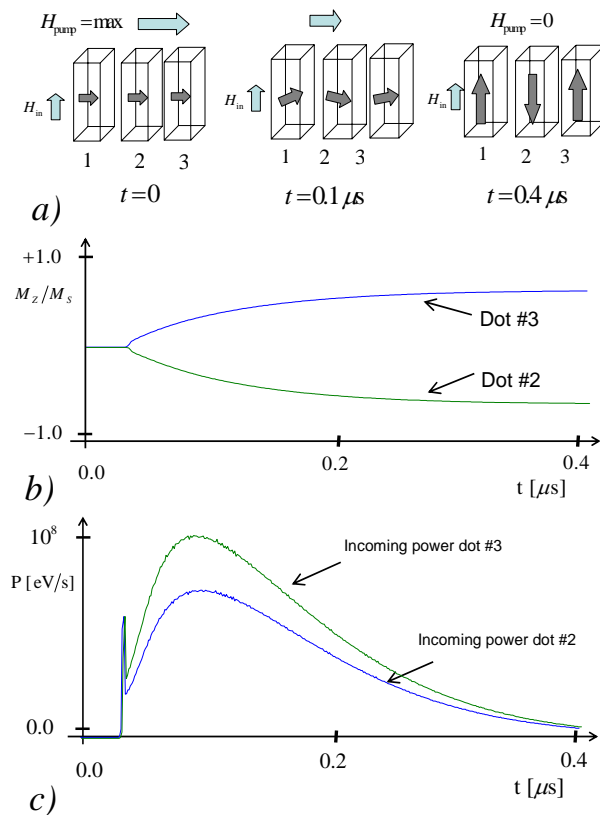 H_pump = max
H_pump = 0
H_in
H_in
H_in
1 2 3
1 2 3
1 2 3
t = 0
t = 0.1 μs
t = 0.4 μs
a)
+1.0
M_Z/M_S
Dot #3
Dot #2
-1.0
0.0
0.2
0.4
t [μs]
b)
10^8
Incoming power dot #3
P [eV/s]
Incoming power dot #2
0.0
0.0
0.2
0.4
t [μs]
c)